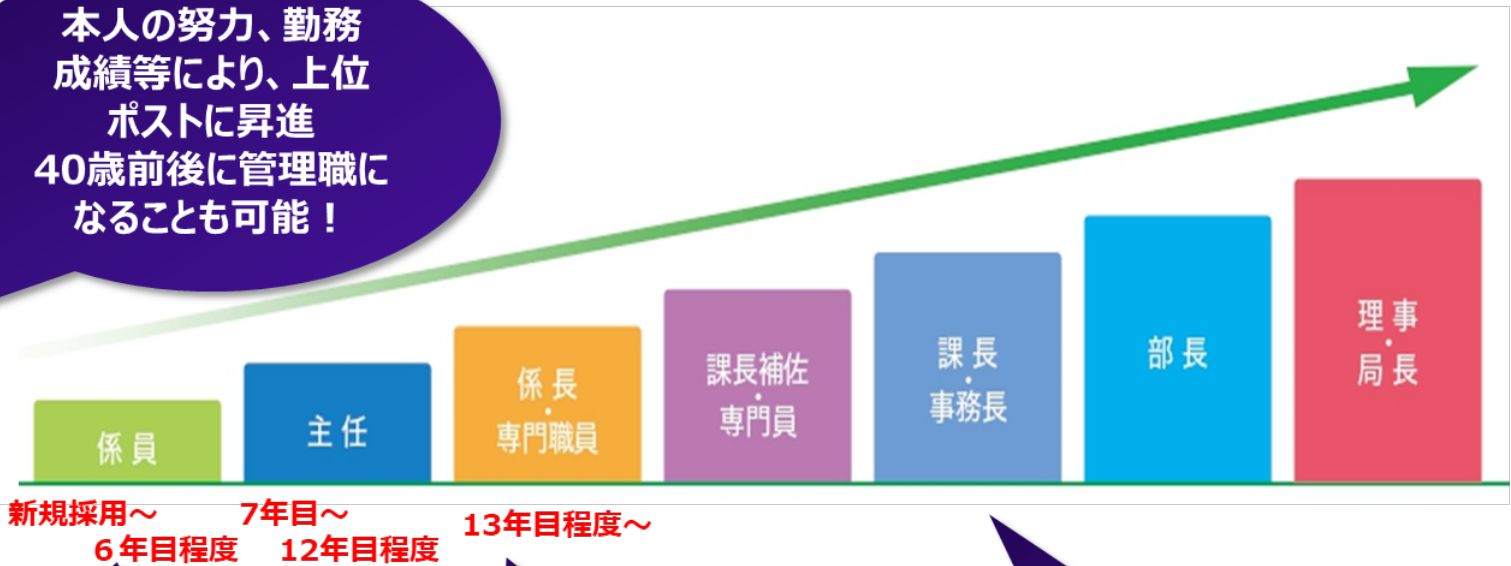 本人の努力、勤務
成績等により、上位
ポストに昇進
40歳前後に管理職に
なることも可能！
係 員
主 任
係 長
・
専門職員
課長補佐
・
専門員
課 長
・
事務長
部 長
理 事
・
局 長
新規採用～
６年目程度
7年目～
12年目程度
13年目程度～